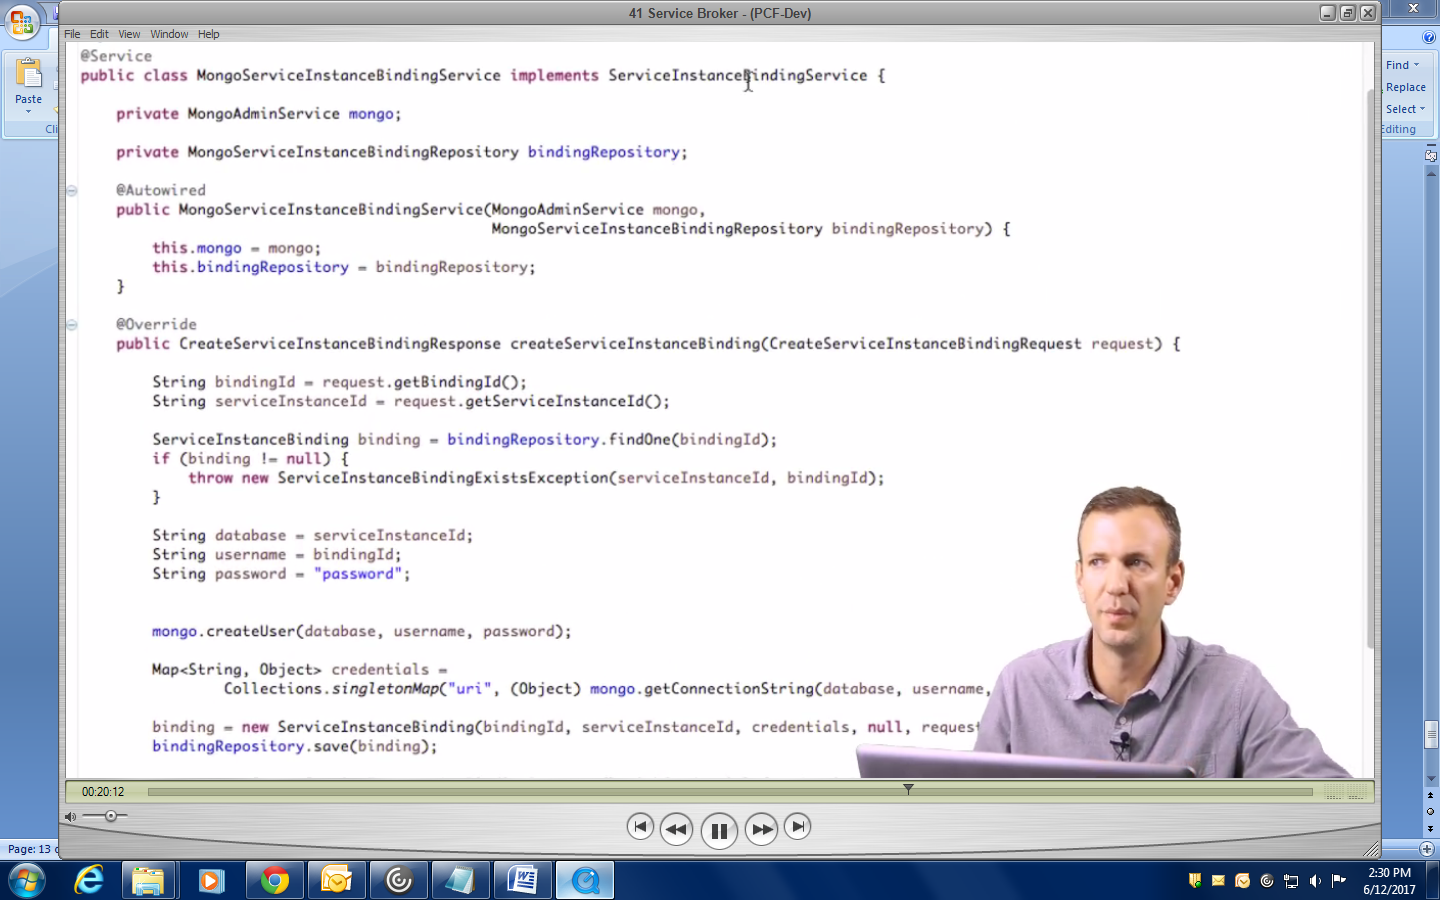 41 Service Broker - (PCF-Dev)
File Edit View Window Help
@Service
public class MongoServiceInstanceBindingService implements ServiceInstanceBindingService {
private MongoAdminService mongo;
private MongoServiceInstanceBindingRepository bindingRepository;
@Autowired
public MongoServiceInstanceBindingService(MongoAdminService mongo,
MongoServiceInstanceBindingRepository bindingRepository) {
this.mongo = mongo;
this.bindingRepository = bindingRepository;
}
@Override
public CreateServiceInstanceBindingResponse createServiceInstanceBinding(CreateServiceInstanceBindingRequest request) {
String bindingId = request.getBindingId();
String serviceInstanceId = request.getServiceInstanceId();
ServiceInstanceBinding binding = bindingRepository.findOne(bindingId);
if (binding != null) {
throw new ServiceInstanceBindingExistsException(serviceInstanceId, bindingId);
}
String database = serviceInstanceId;
String username = bindingId;
String password = "password";
mongo.createUser(database, username, password);
Map<String, Object> credentials =
Collections.singletonMap("uri", (Object) mongo.getConnectionString(database, username,
binding = new ServiceInstanceBinding(bindingId, serviceInstanceId, credentials, null, request
bindingRepository.save(binding);
Paste
Find
Replace
Select
Editing
00:20:12
Page: 13
2:30 PM
6/12/2017